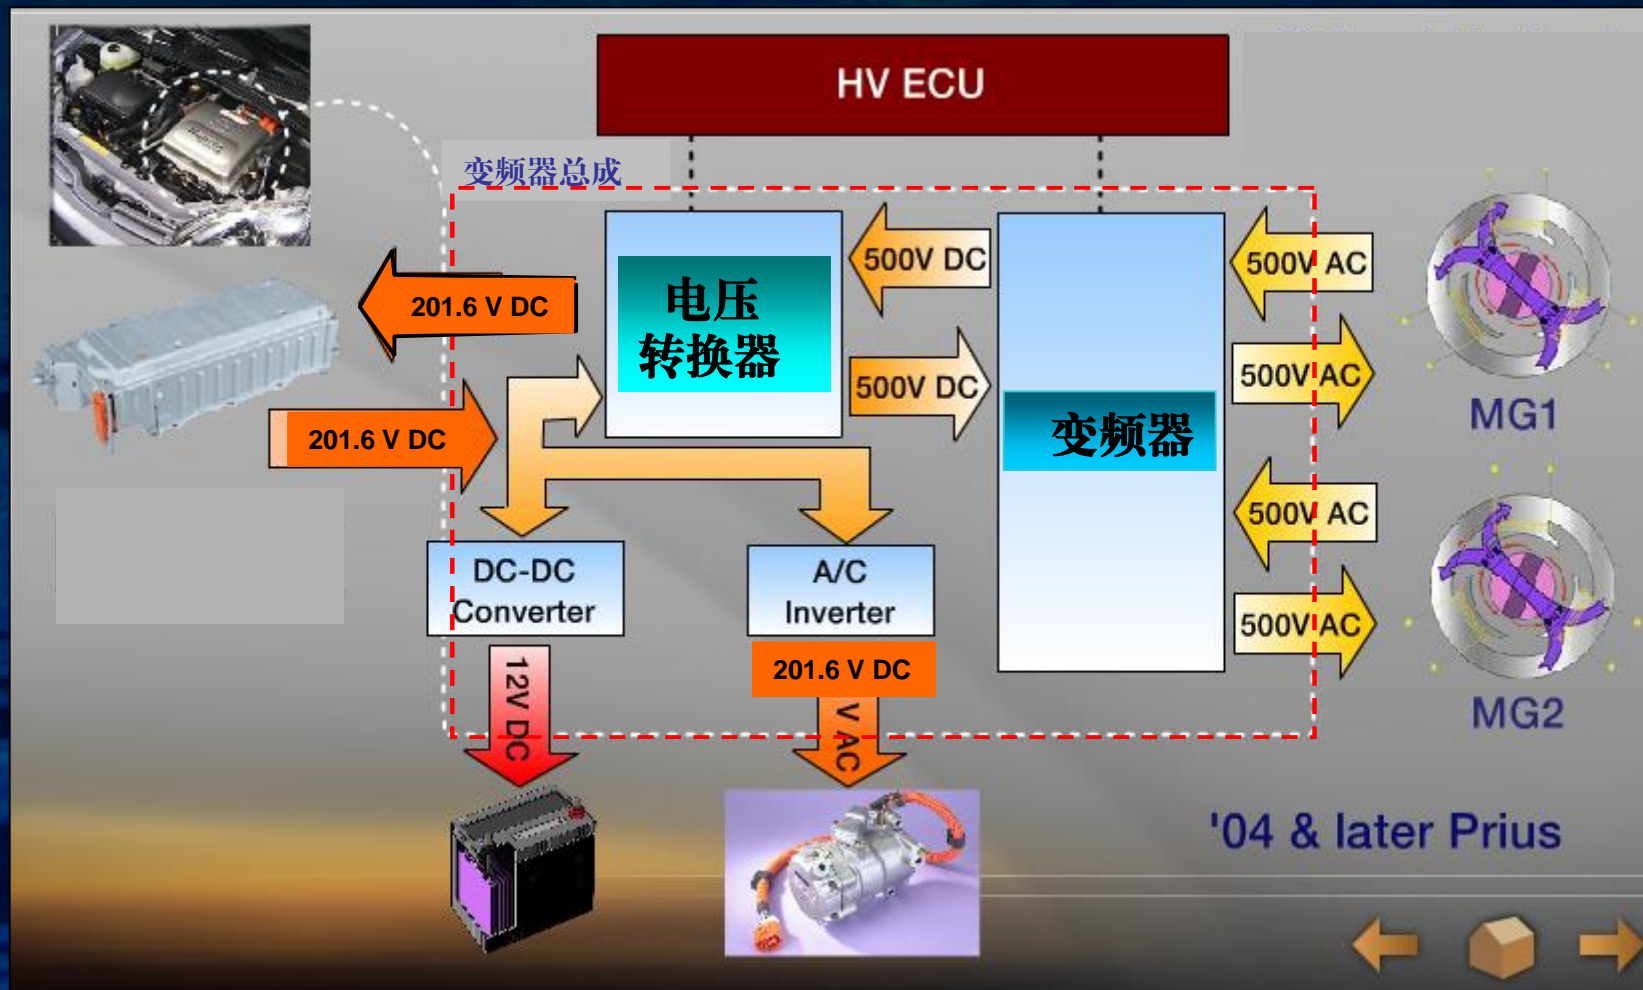 HV ECU
变频器总成
电压
转换器
500V DC
500V DC
变频器
500V AC
500V AC
MG1
500V AC
500V AC
MG2
201.6 V DC
201.6 V DC
DC-DC
Converter
A/C
Inverter
12V DC
201.6 V DC
V AC
'04 & later Prius